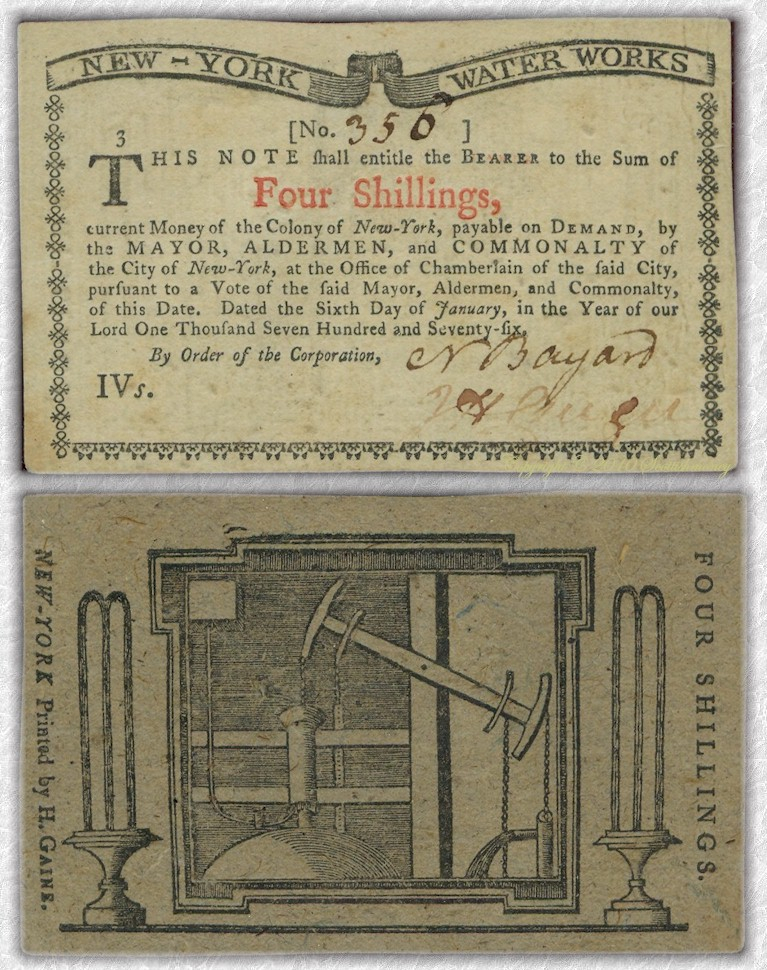 NEW-YORK WATER WORKS
[No. 356 ]
3
THIS NOTE ſhall entitle the BEARER to the Sum of
Four Shillings,
current Money of the Colony of New-York, payable on DEMAND, by
the MAYOR, ALDERMEN, and COMMONALTY of
the City of New-York, at the Office of Chamberlain of the ſaid City,
purſuant to a Vote of the ſaid Mayor, Aldermen, and Commonalty,
of this Date. Dated the Sixth Day of January, in the Year of our
Lord One Thouſand Seven Hundred and Seventy-ſix.
By Order of the Corporation,
N Bayard
IVs.
NEW-YORK Printed by H. GAINE.
FOUR SHILLINGS.